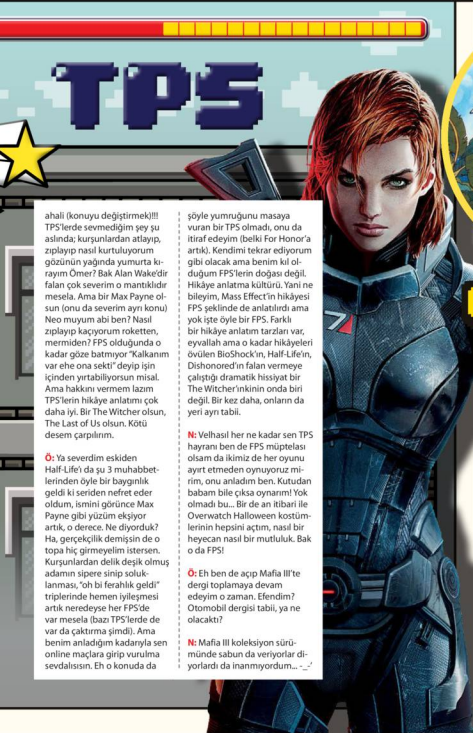 TPS
ahali (konuyu değiştirmek)!!!
TPS'lerde sevmediğim şey şu
aslında; kurşunlardan atlayıp,
zıplayıp nasıl kurtuluyorum
gözünün yağında yumurta kı-
rayım Ömer? Bak Alan Wake'dir
falan çok severim o mantıklıdır
mesela. Ama bir Max Payne ol-
sun (onu da severim ayrı konu)
Neo muyum abi ben? Nasıl
zıplayıp kaçıyorum roketten,
mermiden? FPS olduğunda o
kadar göze batmıyor "Kalkanım
var ehe ona sekti" deyip işin
içinden yırtabiliyorsun misal.
Ama hakkını vermem lazım
TPS'lerin hikâye anlatımı çok
daha iyi. Bir The Witcher olsun,
The Last of Us olsun. Kötü
desem çarpılırım.
Ö: Ya severdim eskiden
Half-Life'ı da şu 3 muhabbet-
lerinden öyle bir baygınlık
geldi ki seriden nefret eder
oldum, ismini görünce Max
Payne gibi yüzüm ekşiyor
artık, o derece. Ne diyorduk?
Ha, gerçekçilik demişsin de o
topa hiç girmeyelim istersen.
Kurşunlardan delik deşik olmuş
adamın sipere sinip soluk-
lanması, "oh bi ferahlık geldi"
triplerinde hemen iyileşmesi
artık neredeyse her FPS'de
var mesela (bazı TPS'lerde de
var da çaktırma şimdi). Ama
benim anladığım kadarıyla sen
online maçlara girip vurulma
sevdalısısın. Eh o konuda da
şöyle yumruğunu masaya
vuran bir TPS olmadı, onu da
itiraf edeyim (belki For Honor'a
artık). Kendimi tekrar ediyorum
gibi olacak ama benim kıl ol-
duğum FPS'lerin doğası değil.
Hikâye anlatma kültürü. Yani ne
bileyim, Mass Effect'in hikâyesi
FPS şeklinde de anlatılırdı ama
yok işte öyle bir FPS. Farklı
bir hikâye anlatım tarzları var,
eyvallah ama o kadar hikâyeleri
övülen BioShock'ın, Half-Life'ın,
Dishonored'ın falan vermeye
çalıştığı dramatik hissiyat bir
The Witcher'ınkinin onda biri
değil. Bir kez daha, onların da
yeri ayrı tabii.
N: Velhasıl her ne kadar sen TPS
hayranı ben de FPS müptelası
olsam da ikimiz de her oyunu
ayırt etmeden oynuyoruz mi-
rim, onu anladım ben. Kutudan
babam bile çıksa oynarım! Yok
olmadı bu... Bir de an itibari ile
Overwatch Halloween kostüm-
lerinin hepsini açtım, nasıl bir
heyecan nasıl bir mutluluk. Bak
o da FPS!
Ö: Eh ben de açıp Mafia III'te
dergi toplamaya devam
edeyim o zaman. Efendim?
Otomobil dergisi tabii, ya ne
olacaktı?
N: Mafia III koleksiyon sürü-
münde sabun da veriyorlar di-
yorlardı da inanmıyordum... -_-'
7